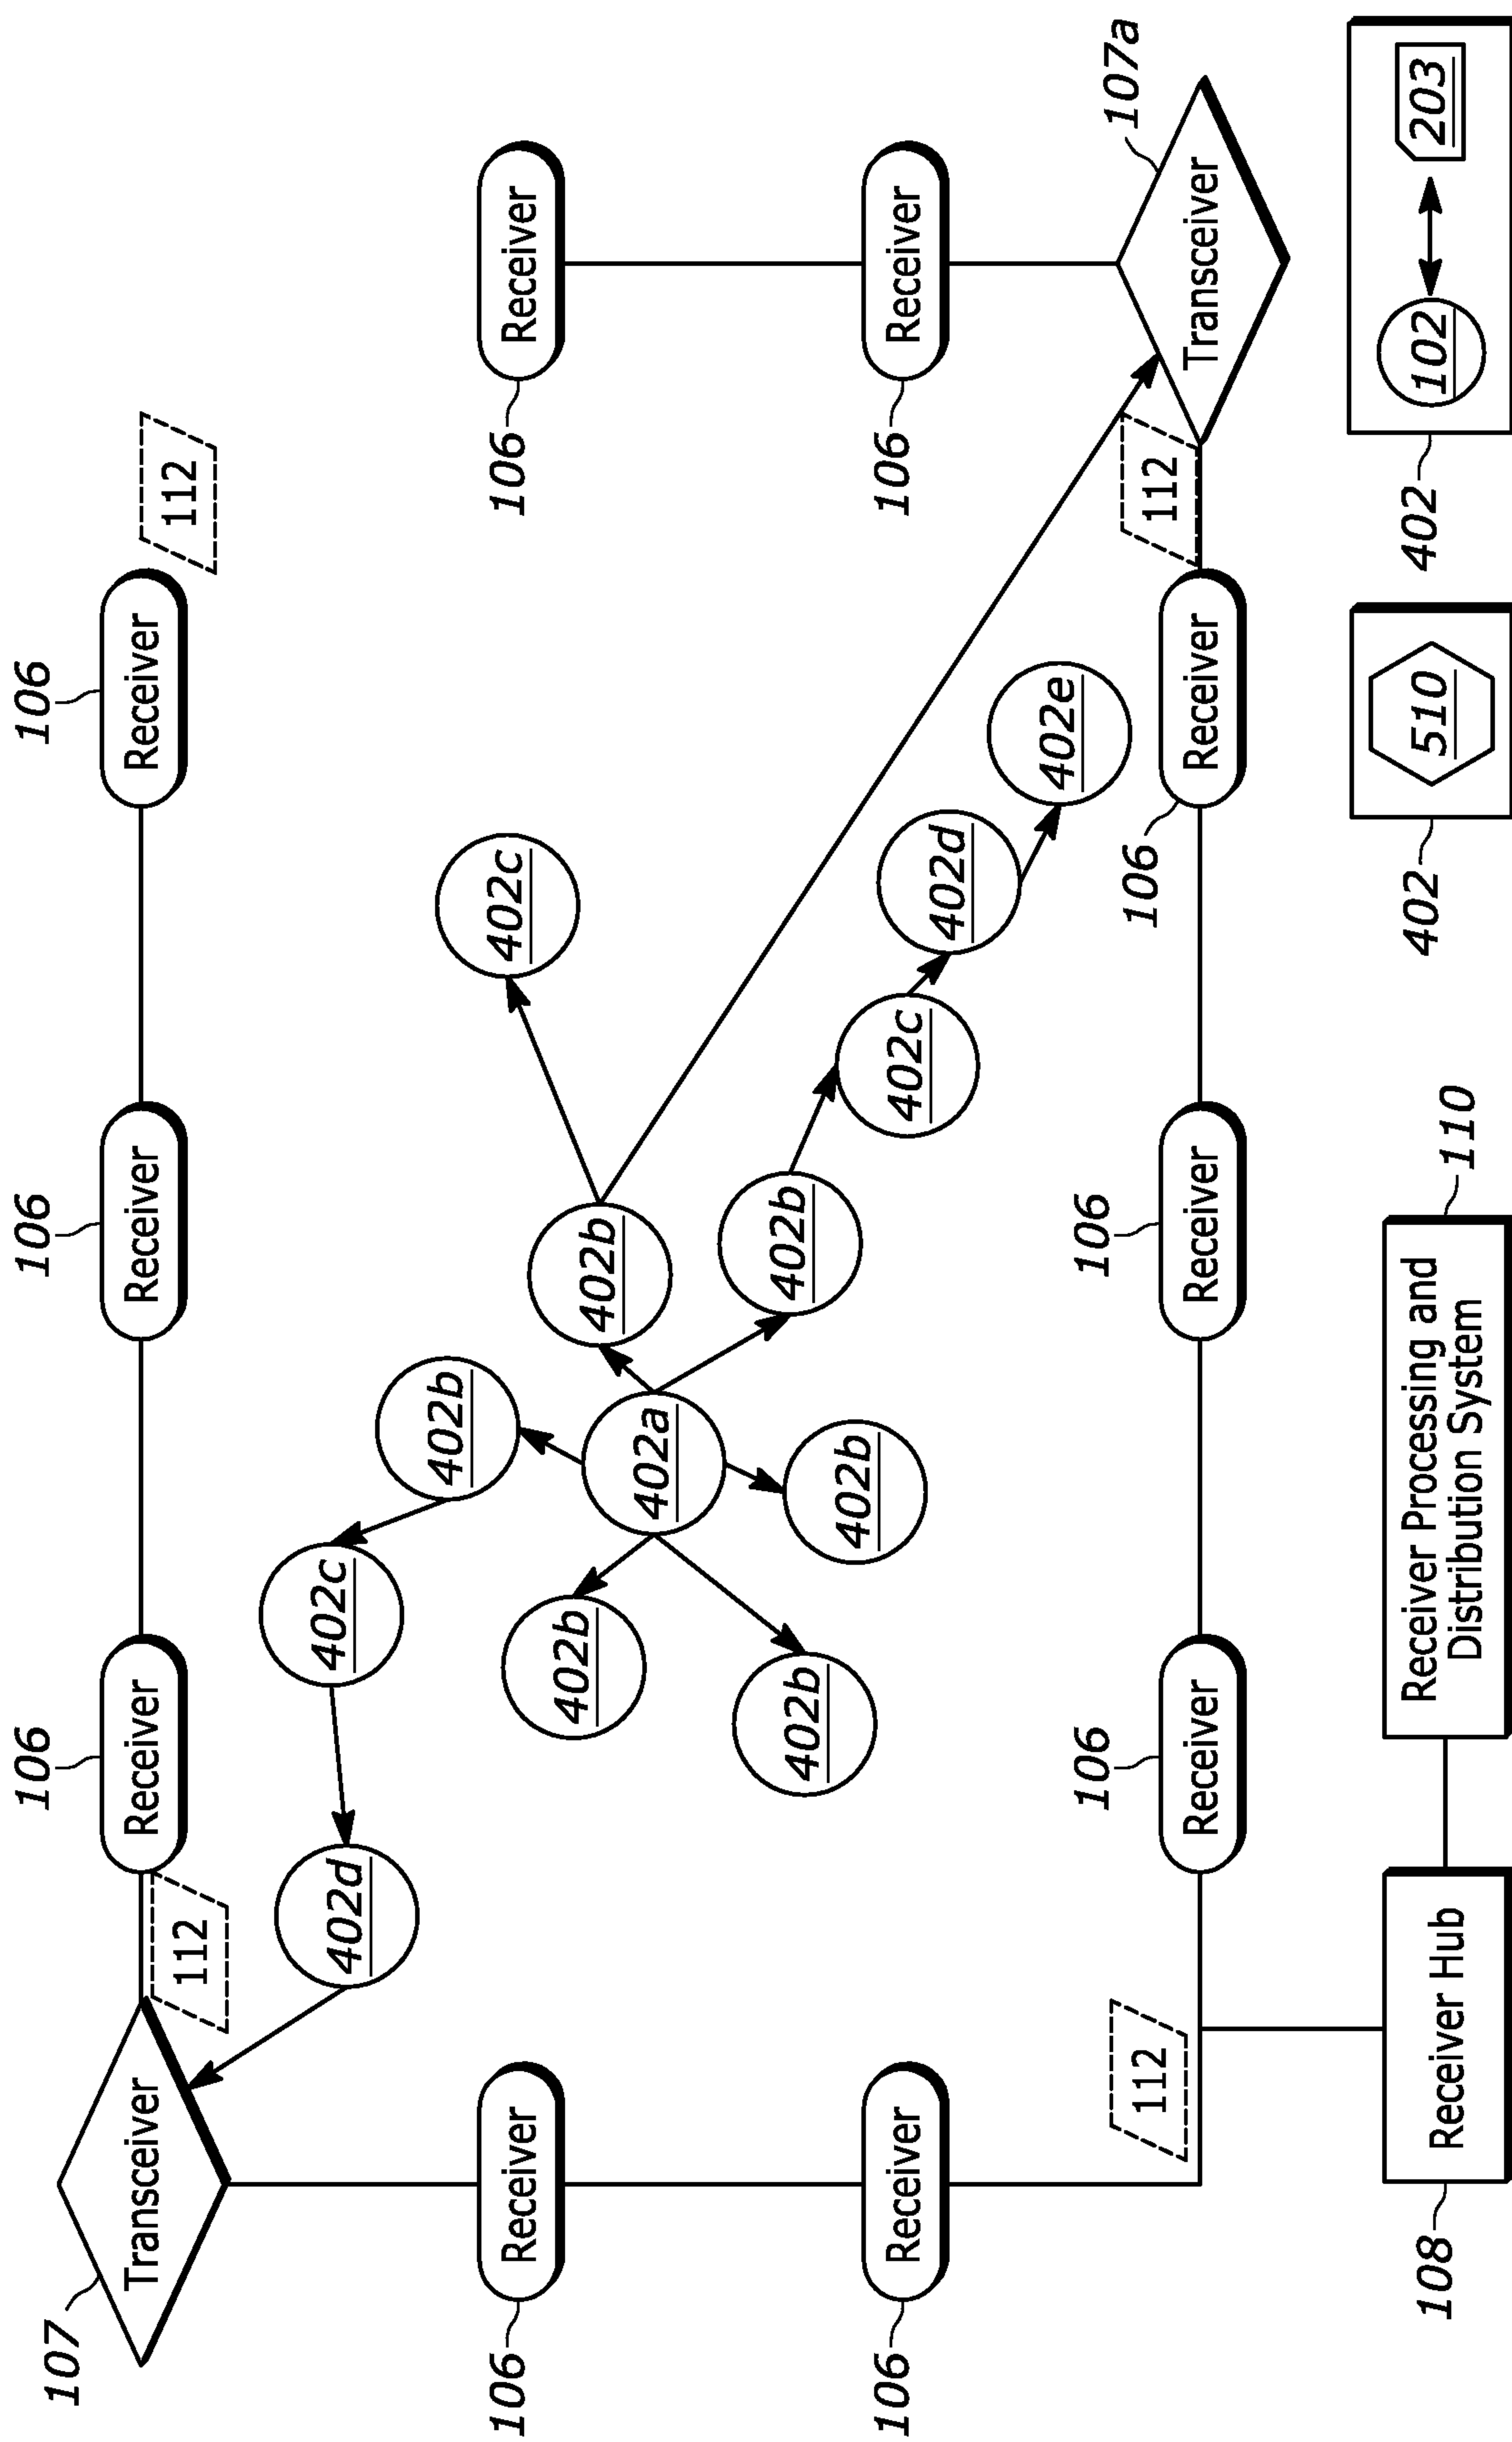 107
106
106
106
Transceiver
Receiver
Receiver
Receiver
112
112
402d
402c
402b
106
Receiver
402c
106
Receiver
402b
402b
402a
402b
402b
402b
106
Receiver
402c
402d
106
Receiver
402e
106
106
106
107a
112
112
Receiver
Receiver
Receiver
Transceiver
108
Receiver Hub
Receiver Processing and
Distribution System
110
402
510
402
102
203